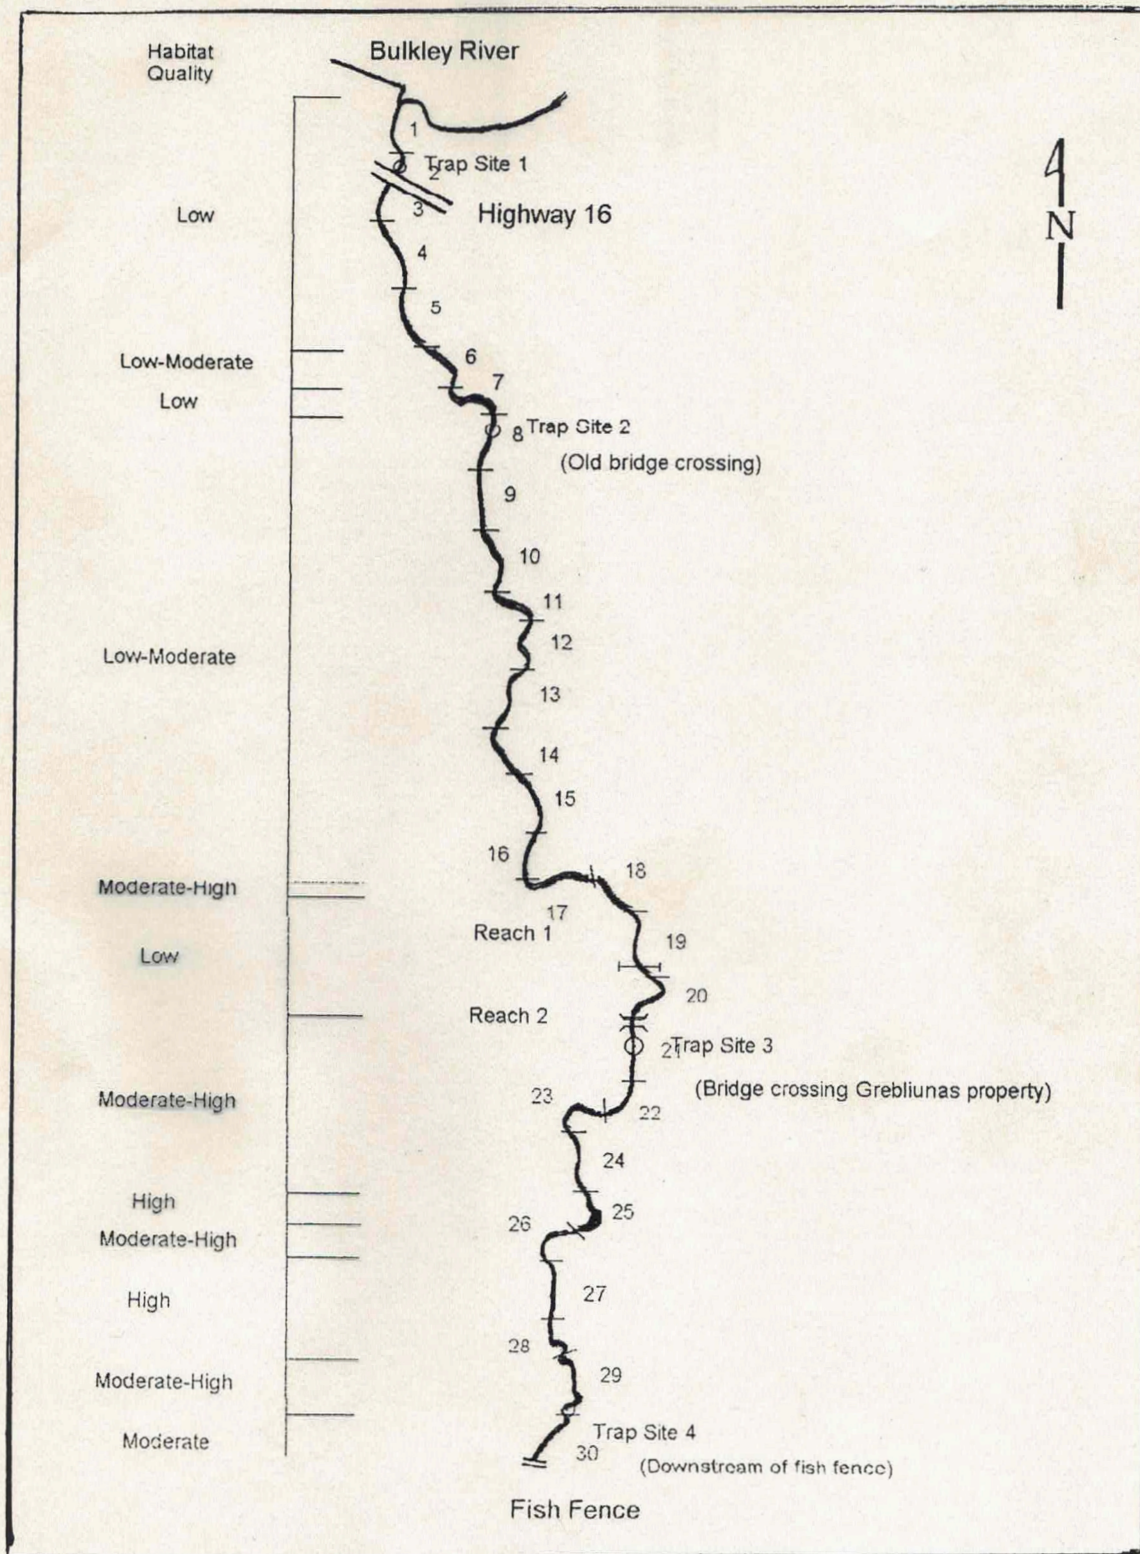 Habitat
Quality
Bulkley River
1
Trap Site 1
2
Low
3
Highway 16
N
4
5
Low-Moderate
6
7
Low
8
Trap Site 2
(Old bridge crossing)
9
10
11
12
Low-Moderate
13
14
15
16
18
Moderate-High
17
Reach 1
19
Low
20
Reach 2
21
Trap Site 3
(Bridge crossing Grebliunas property)
23
Moderate-High
22
24
High
25
26
Moderate-High
27
High
28
29
Moderate-High
Trap Site 4
Moderate
30
(Downstream of fish fence)
Fish Fence